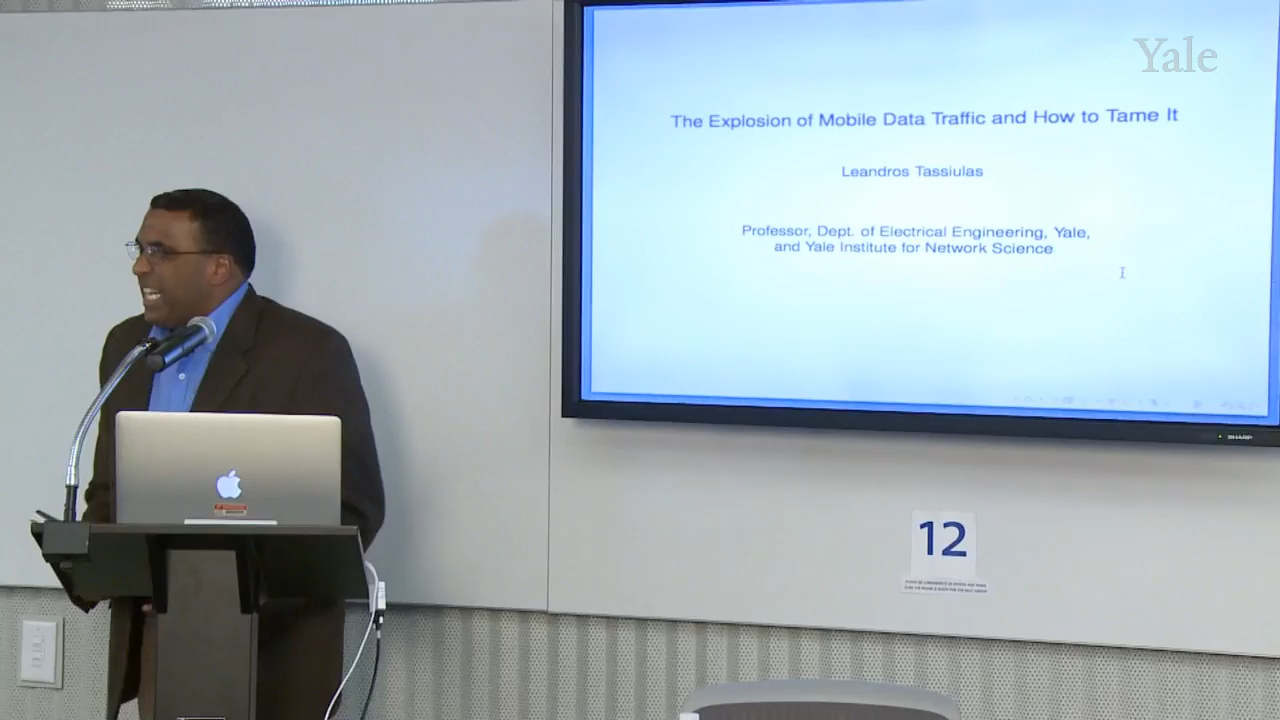 Yale
The Explosion of Mobile Data Traffic and How to Tame It
Leandros Tassiulas
Professor, Dept. of Electrical Engineering, Yale,
and Yale Institute for Network Science
SHARP
12